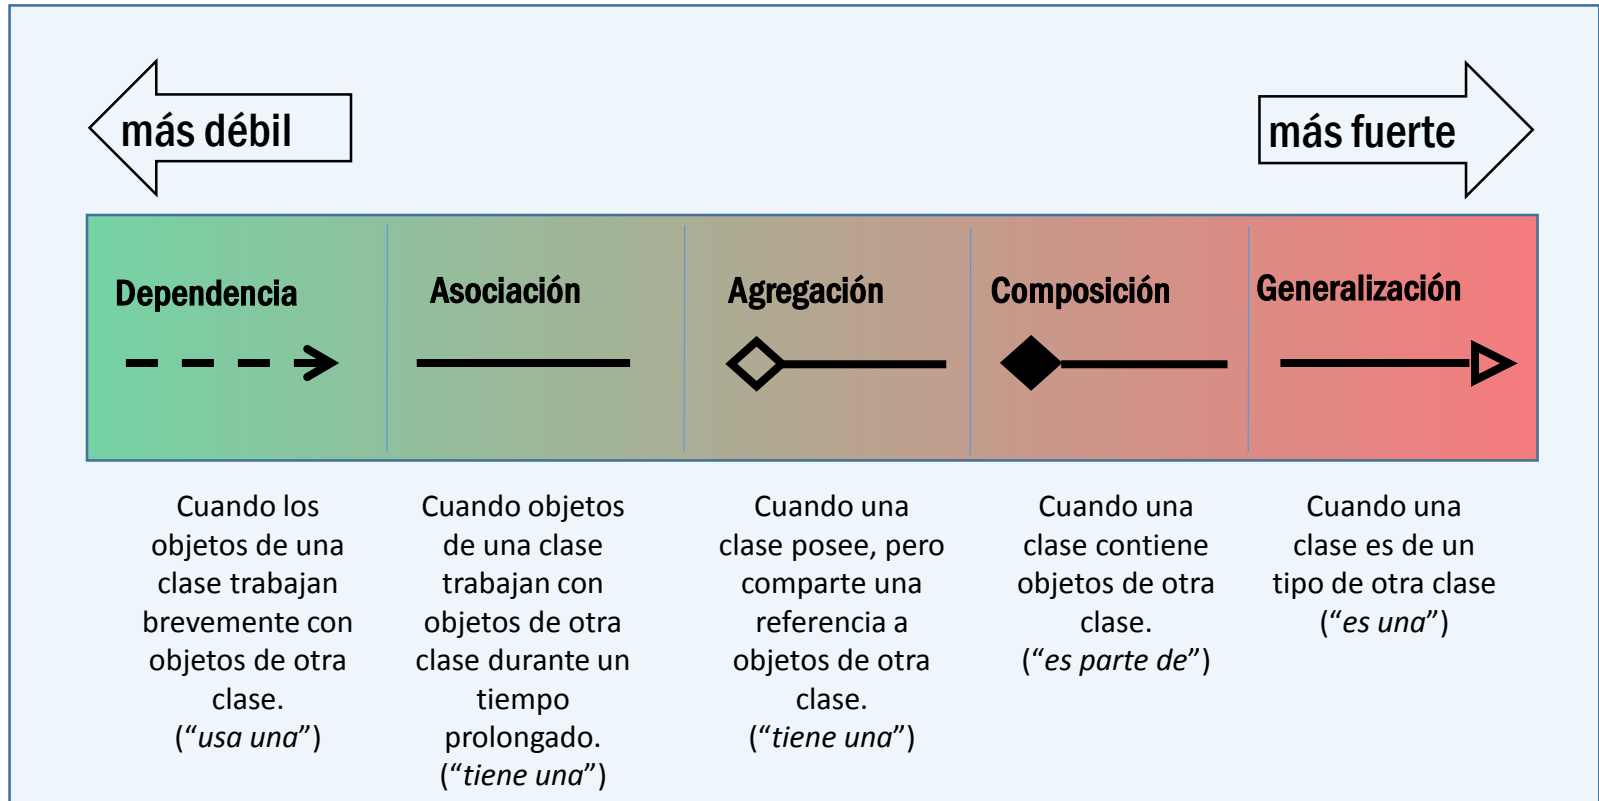 más débil
más fuerte
Dependencia
Asociación
Agregación
Composición
Generalización
Cuando los
objetos de una
clase trabajan
brevemente con
objetos de otra
clase.
(“usa una”)
Cuando objetos
de una clase
trabajan con
objetos de otra
clase durante un
tiempo
prolongado.
(“tiene una”)
Cuando una
clase posee, pero
comparte una
referencia a
objetos de otra
clase.
(“tiene una”)
Cuando una
clase contiene
objetos de otra
clase.
(“es parte de”)
Cuando una
clase es de un
tipo de otra clase
(“es una”)